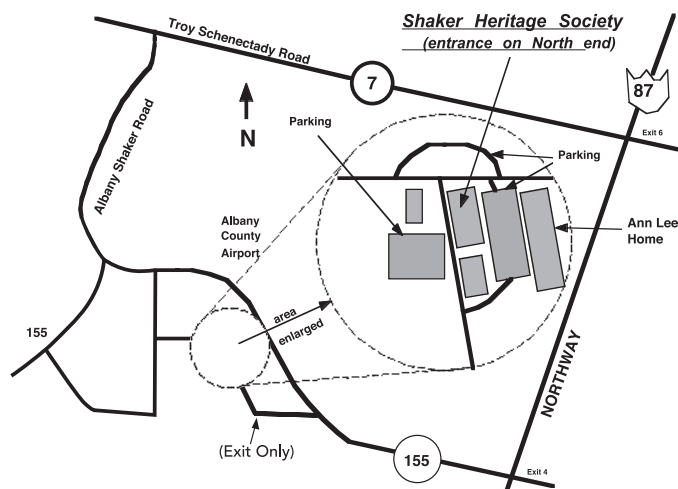 Shaker Heritage Society
(entrance on North end)
Troy Schenectady Road
7
87
Exit 6
N
Parking
Parking
Albany Shaker Road
Albany
County
Airport
Ann Lee
Home
area
enlarged
155
NORTHWAY
(Exit Only)
155
Exit 4